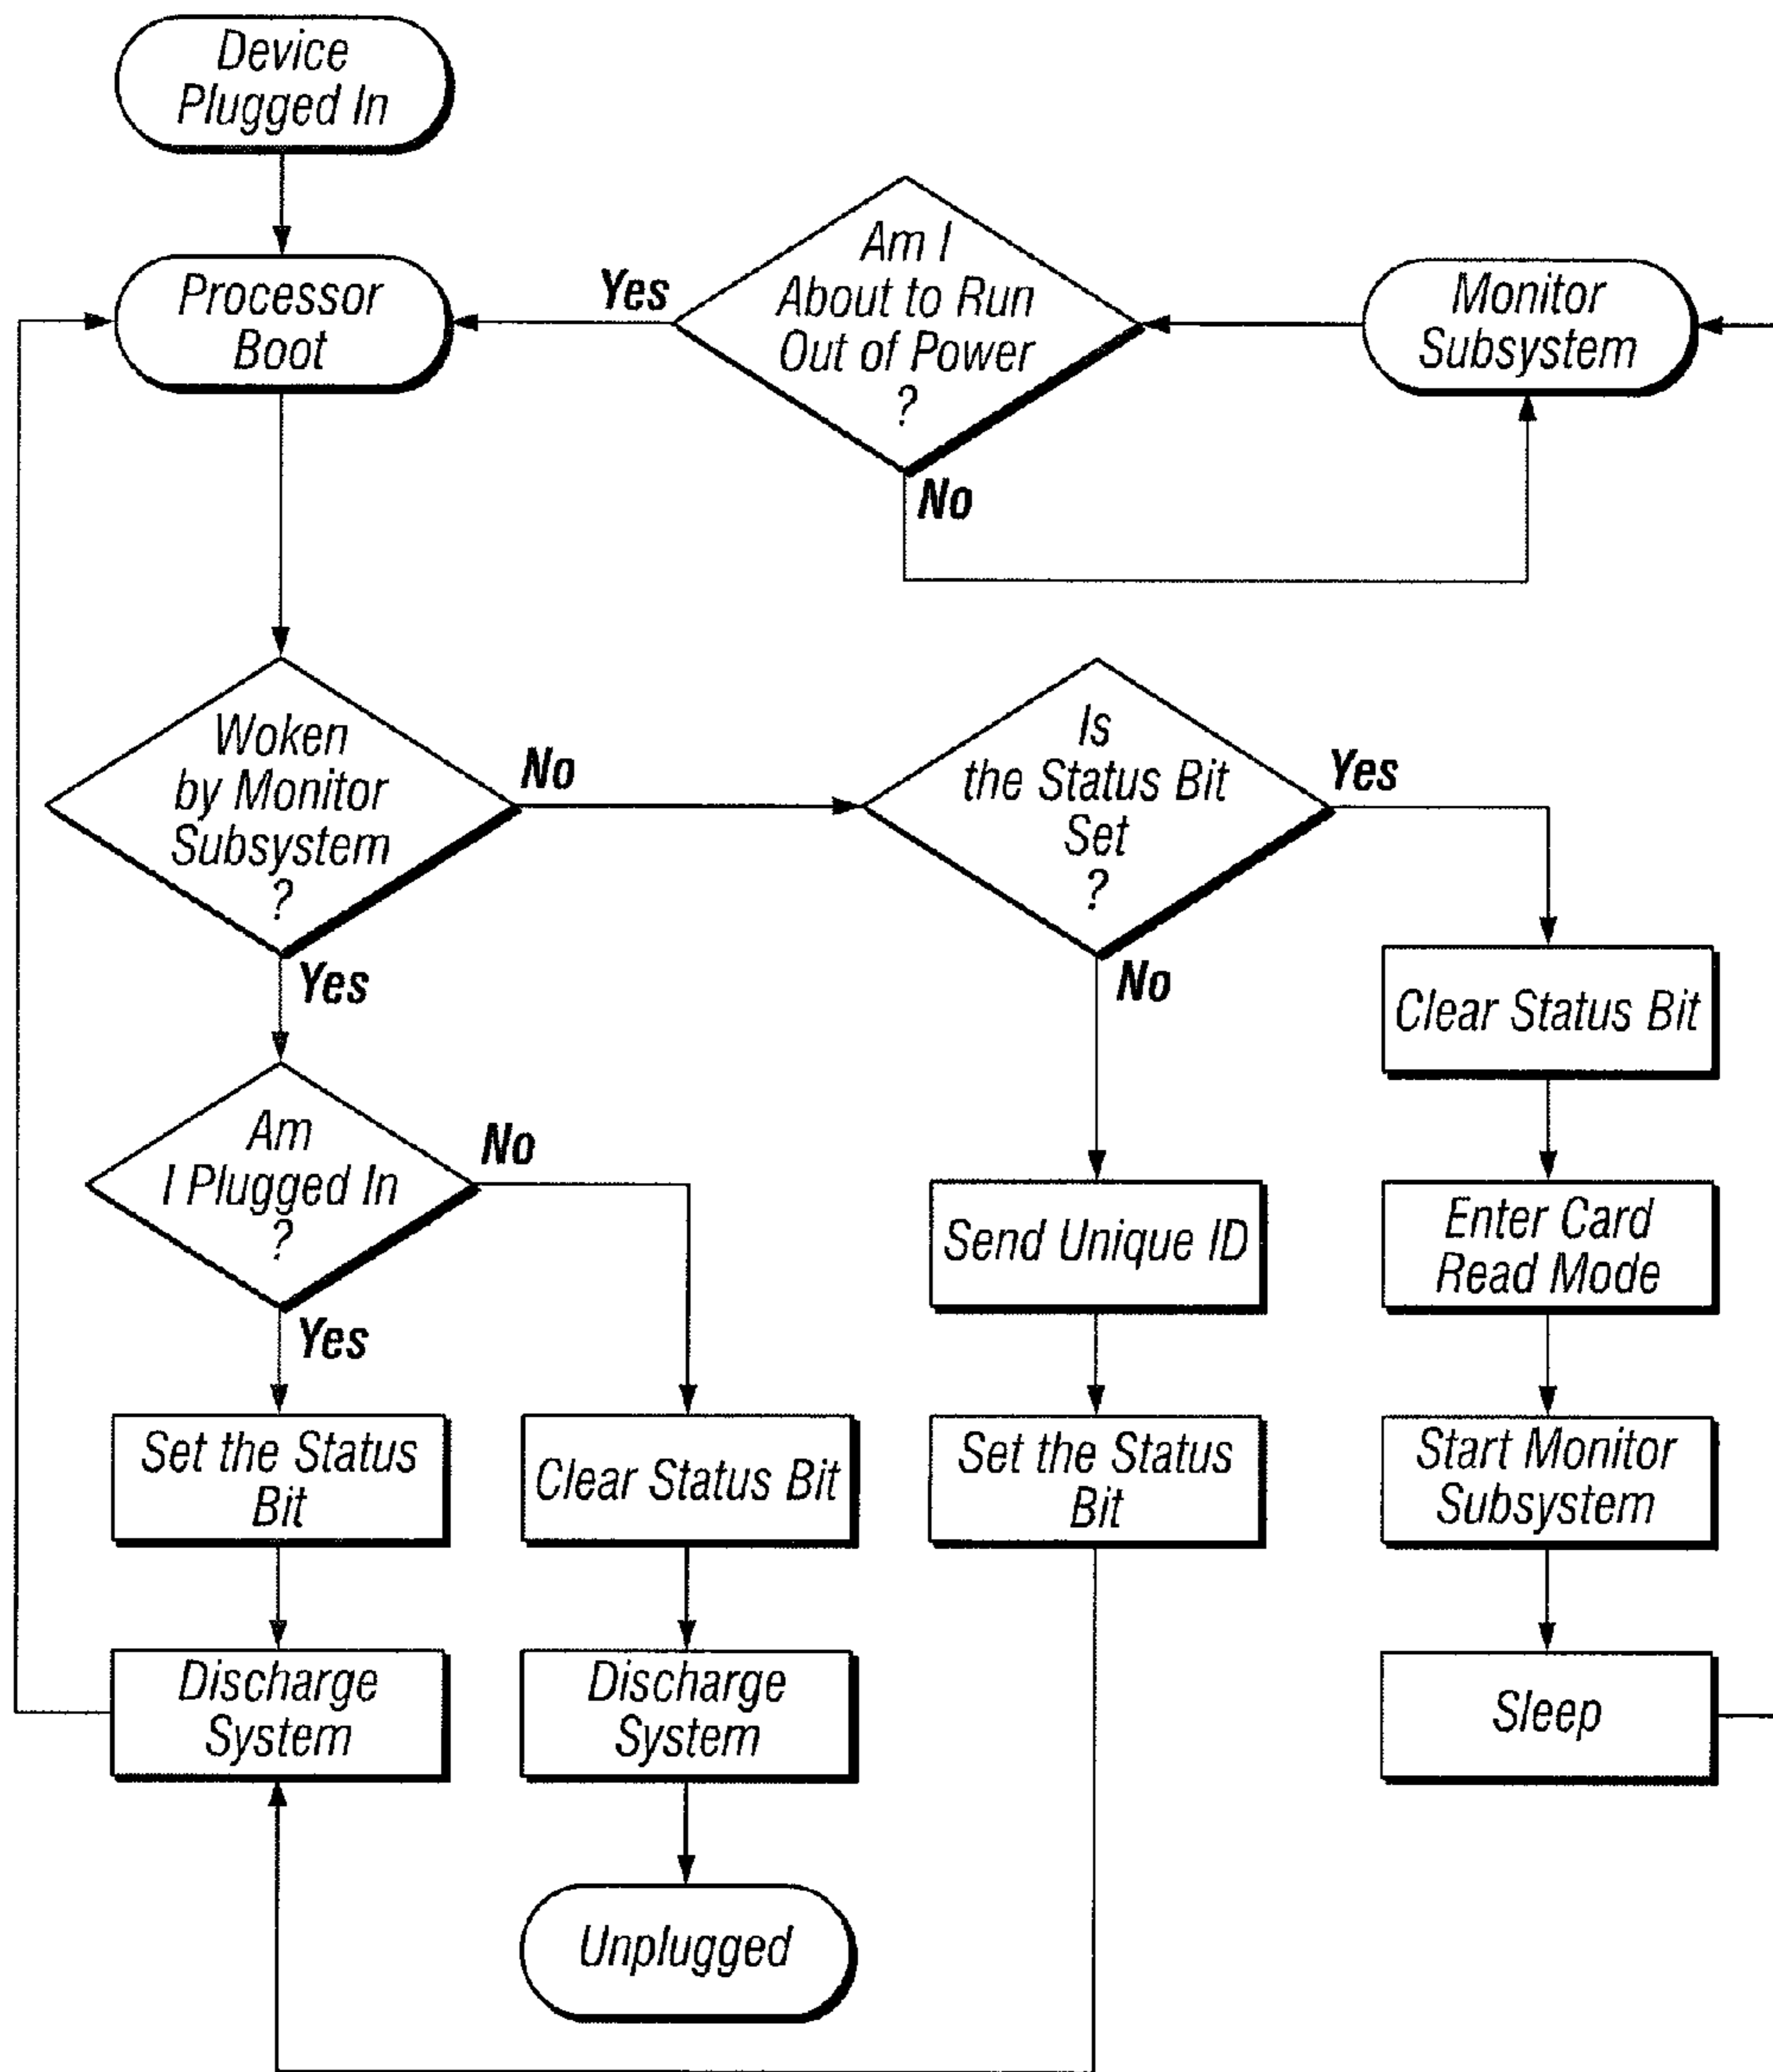 Device
Plugged In
Processor
Boot
Yes
Am I
About to Run
Out of Power
?
No
Monitor
Subsystem
Woken
by Monitor
Subsystem
?
No
Yes
Is
the Status Bit
Set
?
Yes
No
Clear Status Bit
Am
I Plugged In
?
No
Yes
Send Unique ID
Enter Card
Read Mode
Set the Status
Bit
Clear Status Bit
Set the Status
Bit
Start Monitor
Subsystem
Discharge
System
Discharge
System
Sleep
Unplugged